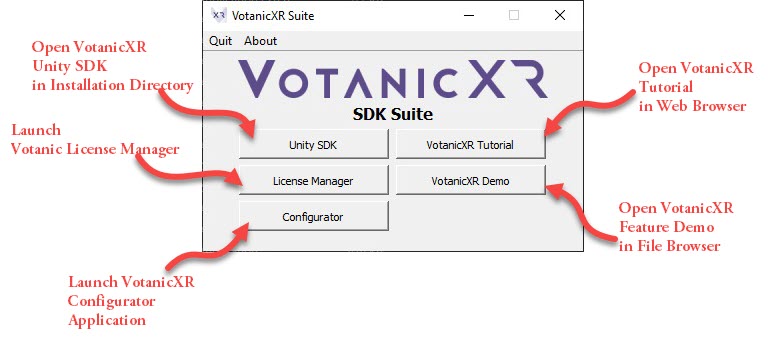 XR VotanicXR Suite
Quit About
VOTANICXR
SDK Suite
Unity SDK VotanicXR Tutorial
License Manager VotanicXR Demo
Configurator
Open VotanicXR
Unity SDK
in Installation Directory
Launch
Votanic License Manager
Launch VotanicXR
Configurator
Application
Open VotanicXR
Tutorial
in Web Browser
Open VotanicXR
Feature Demo
in File Browser